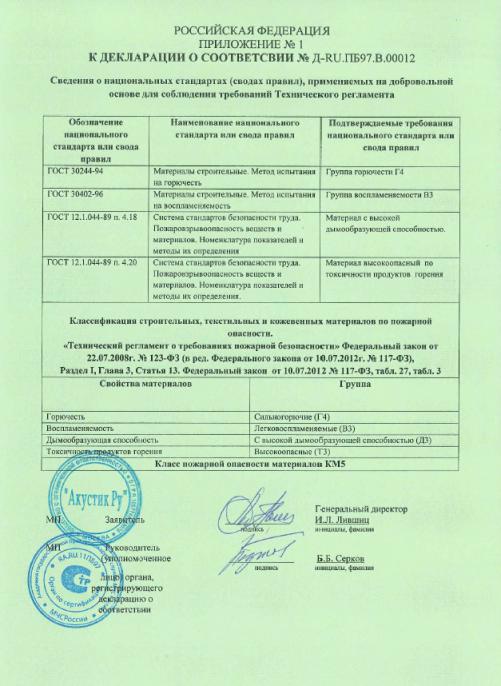 РОССИЙСКАЯ ФЕДЕРАЦИЯ
ПРИЛОЖЕНИЕ № 1
К ДЕКЛАРАЦИИ О СООТВЕТСТВИИ № Д-RU.ПБ97.В.00012
Сведения о национальных стандартах (сводах правил), применяемых на добровольной
основе для соблюдения требований Технического регламента
Обозначение национального стандарта или свода правил
Наименование национального стандарта или свода правил
Подтверждаемые требования национального стандарта или свода правил
ГОСТ 30244-94
Материалы строительные. Метод испытания
на горючесть
Группа горючести Г4
ГОСТ 30402-96
Материалы строительные. Метод испытания
на воспламеняемость
Группа воспламеняемости В3
ГОСТ 12.1.044-89 п. 4.18
Система стандартов безопасности труда.
Пожаровзрывоопасность веществ и
материалов. Номенклатура показателей и
методы их определения
Материал с высокой
дымообразующей способностью.
ГОСТ 12.1.044-89 п. 4.20
Система стандартов безопасности труда.
Пожаровзрывоопасность веществ и
материалов. Номенклатура показателей и
методы их определения.
Материал высокоопасный по
токсичности продуктов горения
Классификация строительных, текстильных и кожевенных материалов по пожарной
опасности.
«Технический регламент о требованиях пожарной безопасности» Федеральный закон от
22.07.2008г. № 123-ФЗ (в ред. Федерального закона от 10.07.2012г. № 117-ФЗ),
Раздел I, Глава 3, Статья 13. Федеральный закон от 10.07.2012 № 117-ФЗ, табл. 27, табл. 3
Свойства материалов
Группа
Горючесть
Сильногорючие (Г4)
Воспламеняемость
Легковоспламеняемые (В3)
Дымообразующая способность
С высокой дымообразующей способностью (Д3)
Токсичность продуктов горения
Высокоопасные (Т3)
Класс пожарной опасности материалов КМ5
"Акустик Ру"
МП
Заявитель
подпись
Генеральный директор
И.Л. Лившиц
инициалы, фамилия
МП
Руководитель
(уполномоченное
лицо) органа,
регистрирующего
декларацию о
соответствии
подпись
Б.Б. Серков
инициалы, фамилия
МЧС России